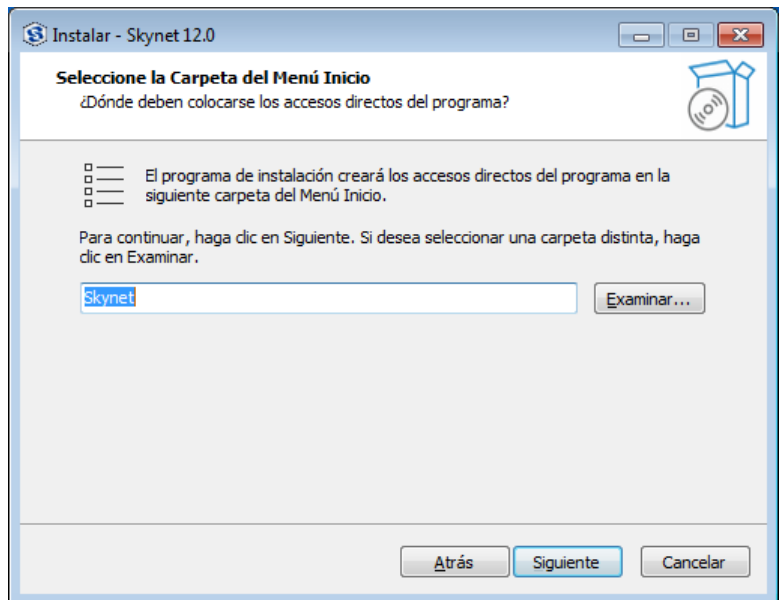 Instalar - Skynet 12.0
Seleccione la Carpeta del Menú Inicio
¿Dónde deben colocarse los accesos directos del programa?
El programa de instalación creará los accesos directos del programa en la
siguiente carpeta del Menú Inicio.
Para continuar, haga clic en Siguiente. Si desea seleccionar una carpeta distinta, haga
clic en Examinar.
Skynet
Examinar...
Atrás
Siguiente
Cancelar